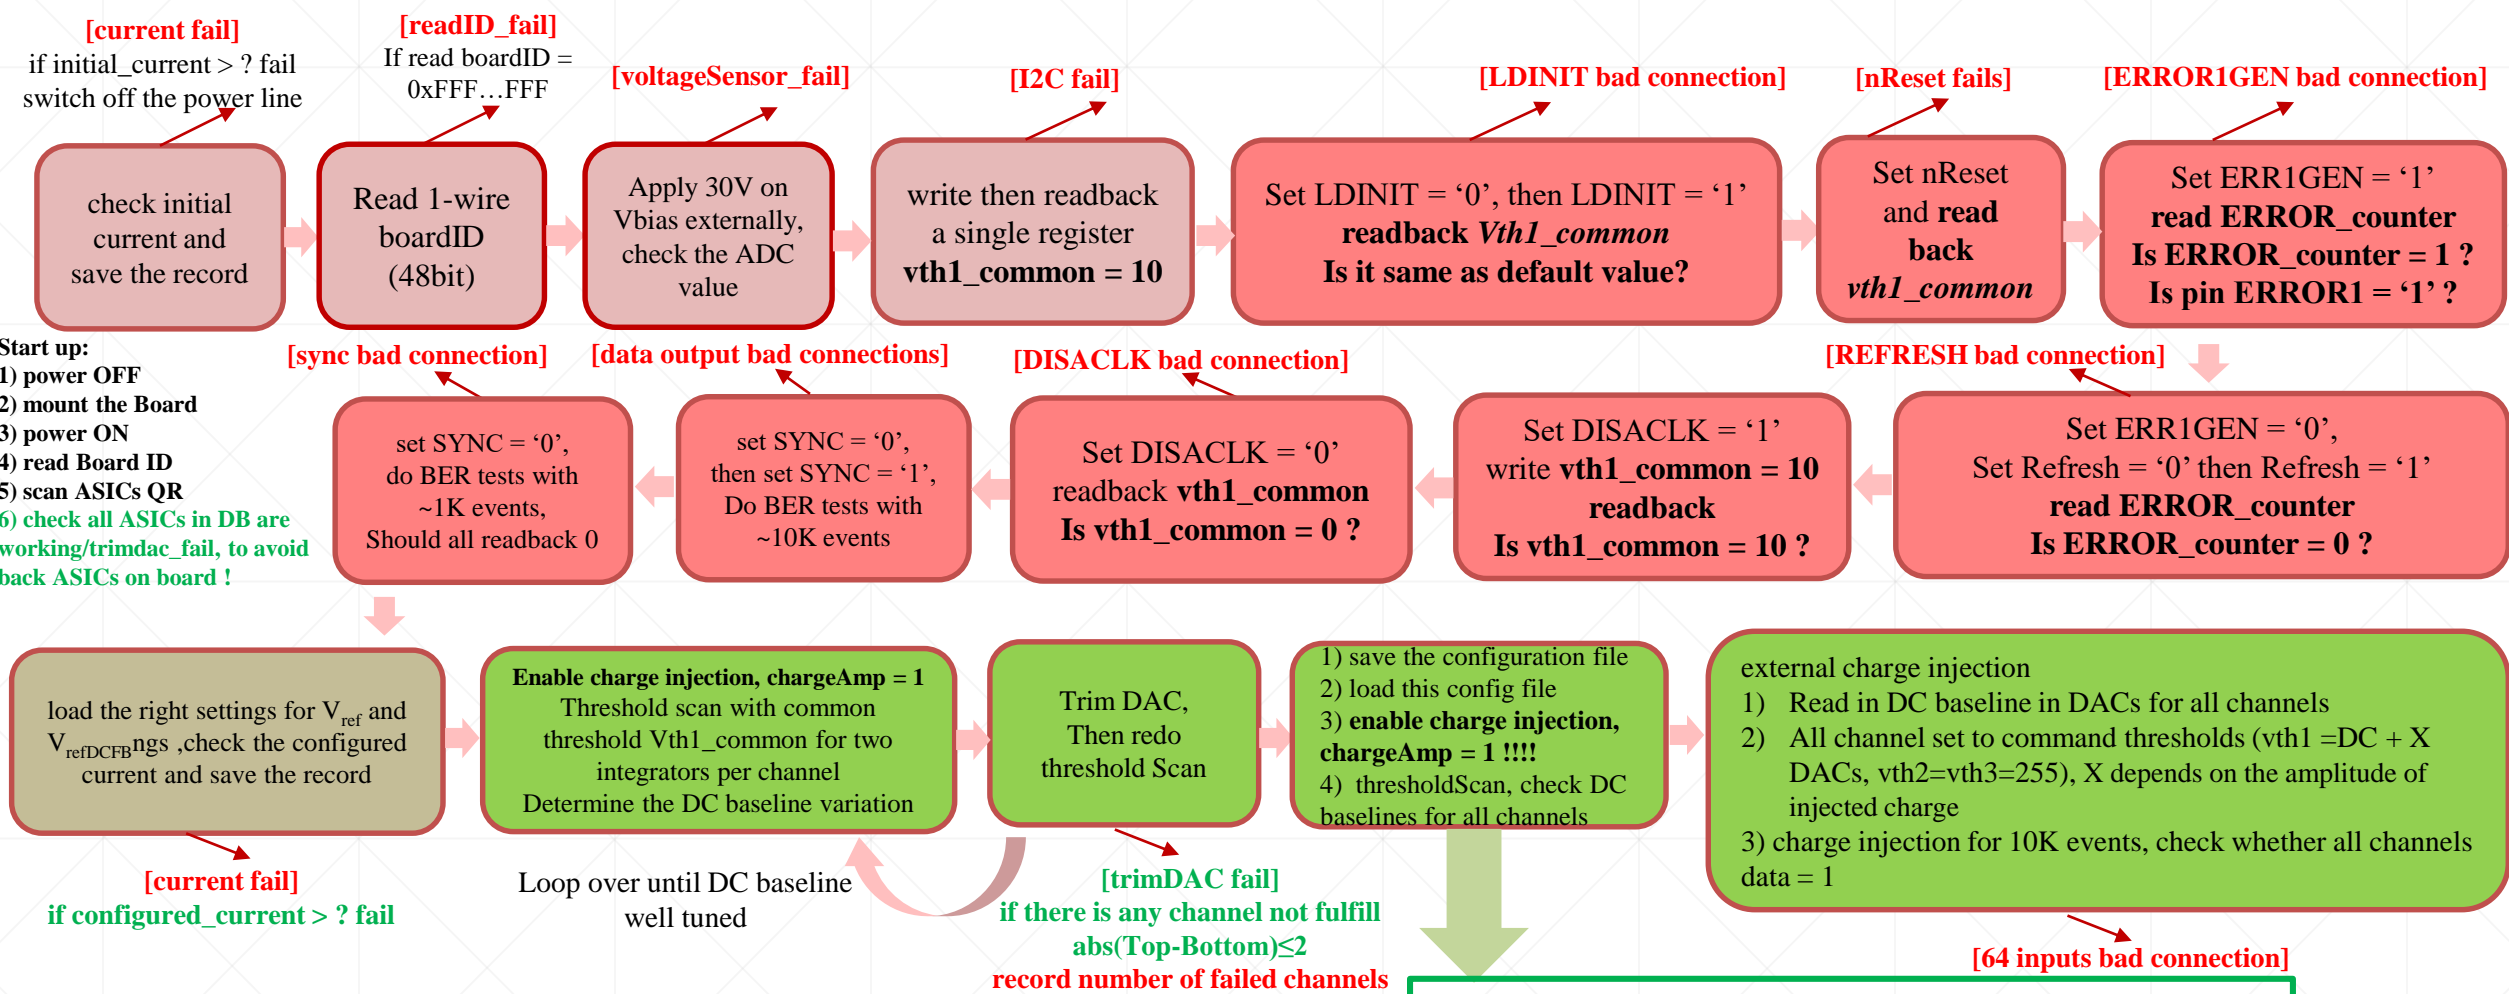 [current fail]
if initial_current > ? fail
switch off the power line
[readID_fail]
If read boardID =
0xFFF…FFF
[voltageSensor_fail]
[I2C fail]
[LDINIT bad connection]
[nReset fails]
[ERROR1GEN bad connection]
check initial
current and
save the record
Read 1-wire
boardID
(48bit)
Apply 30V on
Vbias externally,
check the ADC
value
write then readback
a single register
vth1_common = 10
Set LDINIT = ‘0’, then LDINIT = ‘1’
readback Vth1_common
Is it same as default value?
Set nReset
and read
back
vth1_common
Set ERR1GEN = ‘1’
read ERROR_counter
Is ERROR_counter = 1 ?
Is pin ERROR1 = ‘1’ ?
Start up:
1) power OFF
2) mount the Board
3) power ON
4) read Board ID
5) scan ASICs QR
6) check all ASICs in DB are
working/trimdac_fail, to avoid
back ASICs on board !
[sync bad connection]
[data output bad connections]
[DISACLK bad connection]
[REFRESH bad connection]
set SYNC = ‘0’,
do BER tests with
~1K events,
Should all readback 0
set SYNC = ‘0’,
then set SYNC = ‘1’,
Do BER tests with
~10K events
Set DISACLK = ‘0’
readback vth1_common
Is vth1_common = 0 ?
Set DISACLK = ‘1’
write vth1_common = 10
readback
Is vth1_common = 10 ?
Set ERR1GEN = ‘0’,
Set Refresh = ‘0’ then Refresh = ‘1’
read ERROR_counter
Is ERROR_counter = 0 ?
load the right settings for Vref and
VrefDCFBngs ,check the configured
current and save the record
Enable charge injection, chargeAmp = 1
Threshold scan with common
threshold Vth1_common for two
integrators per channel
Determine the DC baseline variation
Trim DAC,
Then redo
threshold Scan
1) save the configuration file
2) load this config file
3) enable charge injection,
chargeAmp = 1 !!!!
4) thresholdScan, check DC
baselines for all channels
external charge injection
1) Read in DC baseline in DACs for all channels
2) All channel set to command thresholds (vth1 =DC + X
DACs, vth2=vth3=255), X depends on the amplitude of
injected charge
3) charge injection for 10K events, check whether all channels
data = 1
[current fail]
if configured_current > ? fail
Loop over until DC baseline
well tuned
[trimDAC fail]
if there is any channel not fulfill
abs(Top-Bottom)≤2
record number of failed channels
[64 inputs bad connection]